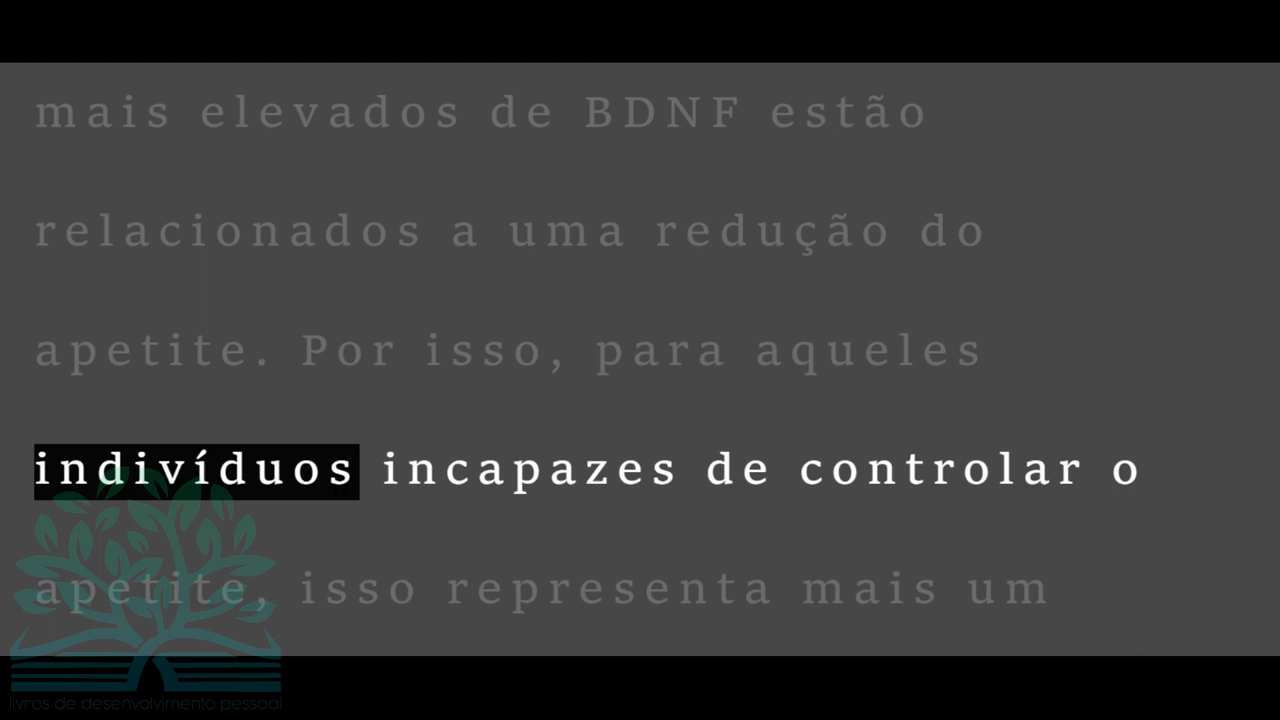 mais elevados de BDNF estão
relacionados a uma redução do
apetite. Por isso, para aqueles
indivíduos incapazes de controlar o
apetite, isso representa mais um
livros de desenvolvimento pessoal